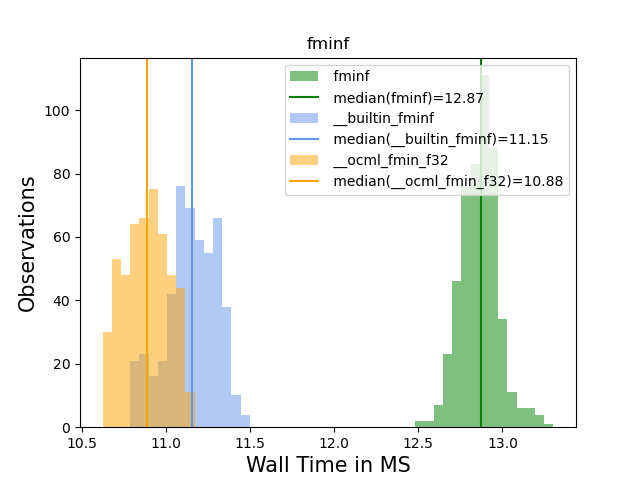 fminf
fminf
median(fminf)=12.87
__builtin_fminf
median(__builtin_fminf)=11.15
__ocml_fmin_f32
median(__ocml_fmin_f32)=10.88
100
80
60
40
20
0
Observations
10.5 11.0 11.5 12.0 12.5 13.0
Wall Time in MS